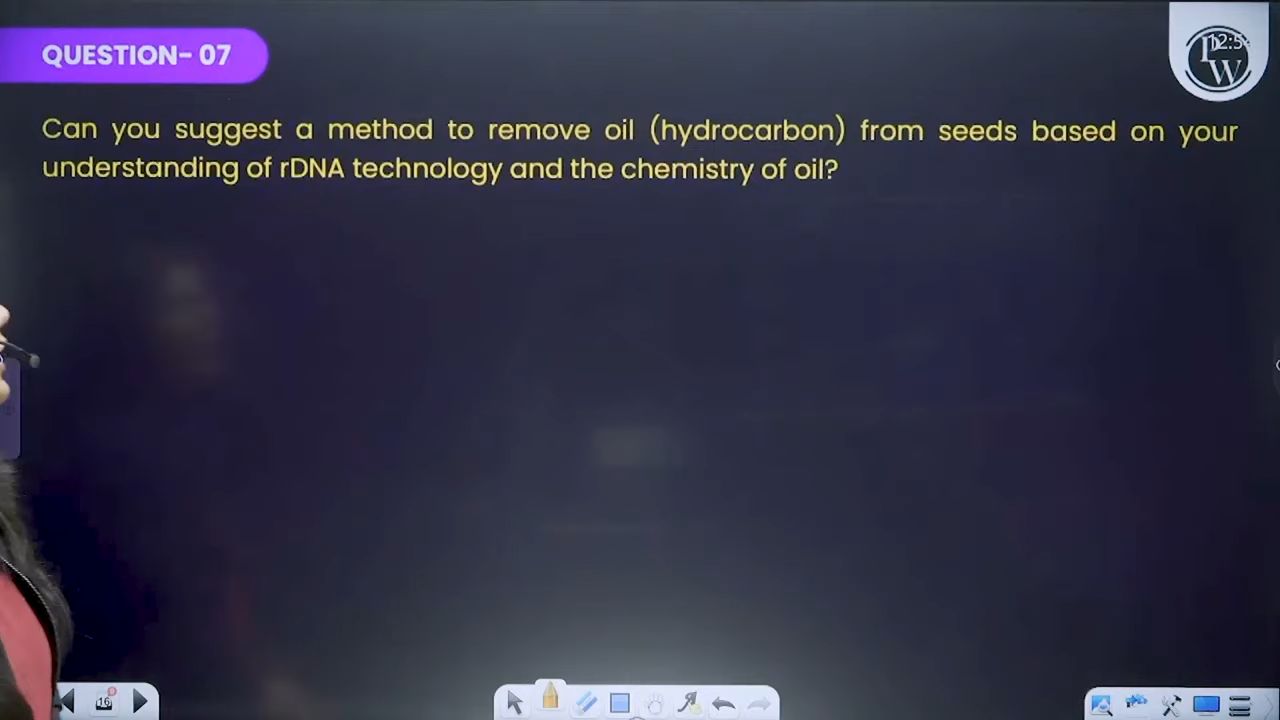 QUESTION- 07
Can you suggest a method to remove oil (hydrocarbon) from seeds based on your
understanding of rDNA technology and the chemistry of oil?
16